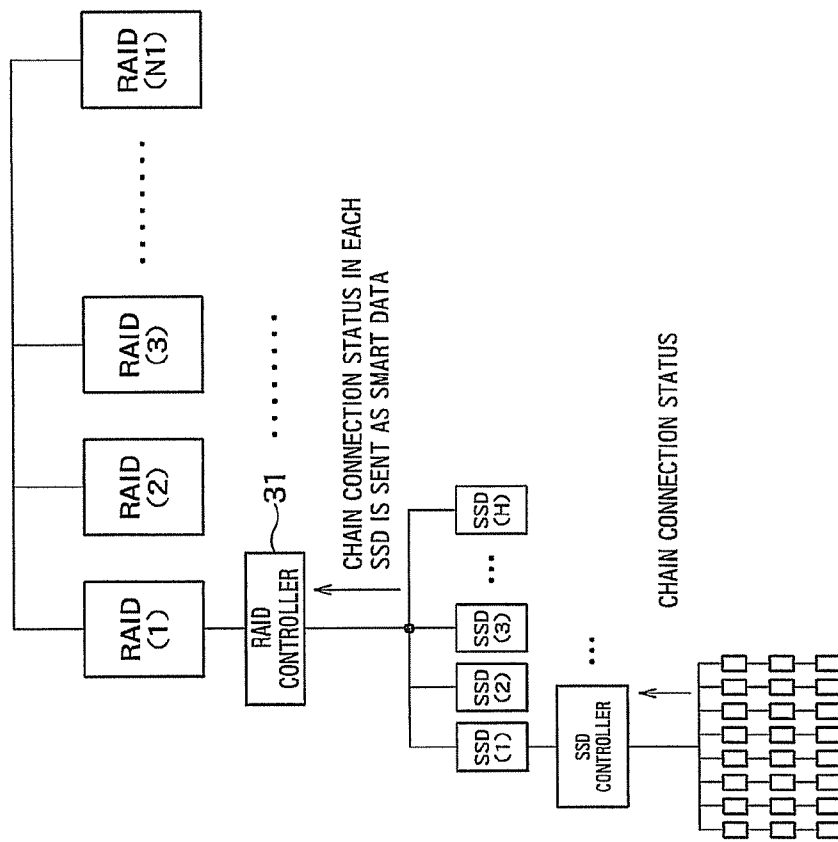 RAID
(1)
RAID
(2)
RAID
(3)
........
RAID
(N1)
RAID
CONTROLLER
31
........
CHAIN CONNECTION STATUS IN EACH
SSD IS SENT AS SMART DATA
SSD
(1)
SSD
(2)
SSD
(3)
...
SSD
(H)
SSD
CONTROLLER
...
CHAIN CONNECTION STATUS